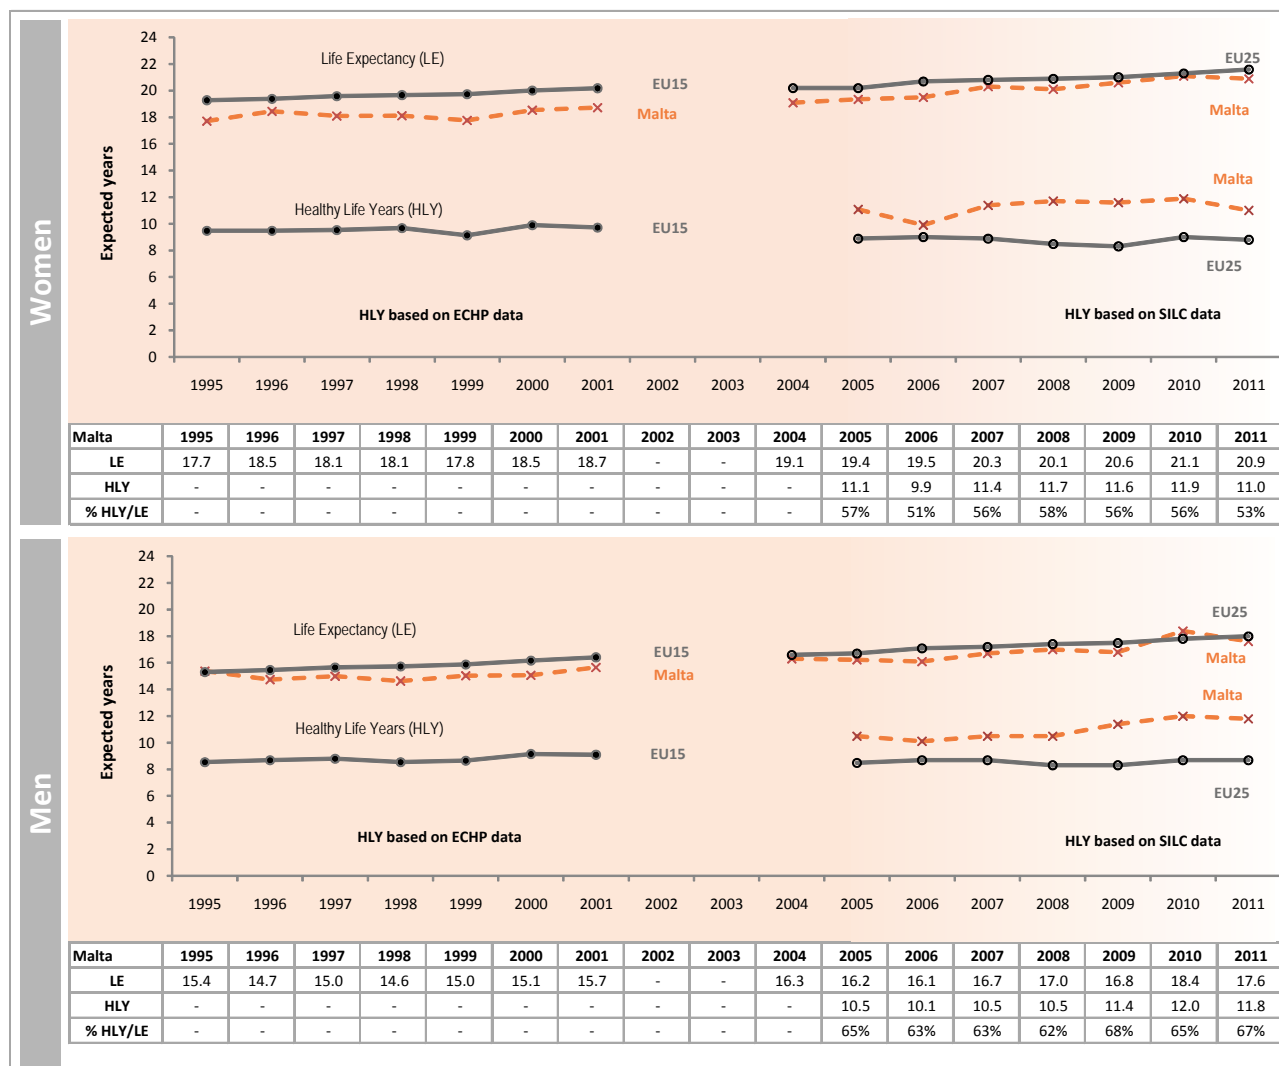 Women
24
22
20
18
16
14
12
10
8
6
4
2
0
Expected years
Life Expectancy (LE)
EU15
Malta
EU25
Malta
Healthy Life Years (HLY)
EU15
Malta
EU25
HLY based on ECHP data
HLY based on SILC data
1995 1996 1997 1998 1999 2000 2001 2002 2003 2004 2005 2006 2007 2008 2009 2010 2011
Malta 1995 1996 1997 1998 1999 2000 2001 2002 2003 2004 2005 2006 2007 2008 2009 2010 2011
LE 17.7 18.5 18.1 18.1 17.8 18.5 18.7 - - 19.1 19.4 19.5 20.3 20.1 20.6 21.1 20.9
HLY - - - - - - - - - - 11.1 9.9 11.4 11.7 11.6 11.9 11.0
% HLY/LE - - - - - - - - - - 57% 51% 56% 58% 56% 56% 53%
Men
24
22
20
18
16
14
12
10
8
6
4
2
0
Expected years
Life Expectancy (LE)
EU15
Malta
EU25
Malta
Healthy Life Years (HLY)
EU15
Malta
EU25
HLY based on ECHP data
HLY based on SILC data
1995 1996 1997 1998 1999 2000 2001 2002 2003 2004 2005 2006 2007 2008 2009 2010 2011
Malta 1995 1996 1997 1998 1999 2000 2001 2002 2003 2004 2005 2006 2007 2008 2009 2010 2011
LE 15.4 14.7 15.0 14.6 15.0 15.1 15.7 - - 16.3 16.2 16.1 16.7 17.0 16.8 18.4 17.6
HLY - - - - - - - - - - 10.5 10.1 10.5 10.5 11.4 12.0 11.8
% HLY/LE - - - - - - - - - - 65% 63% 63% 62% 68% 65% 67%